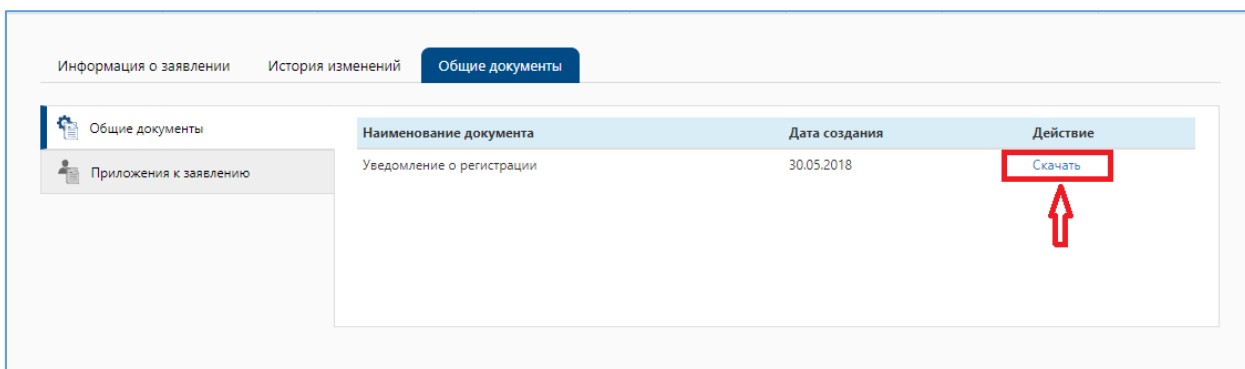 Информация о заявлении История изменений Общие документы
Общие документы
Приложения к заявлению
Наименование документа Дата создания Действие
Уведомление о регистрации 30.05.2018 Скачать